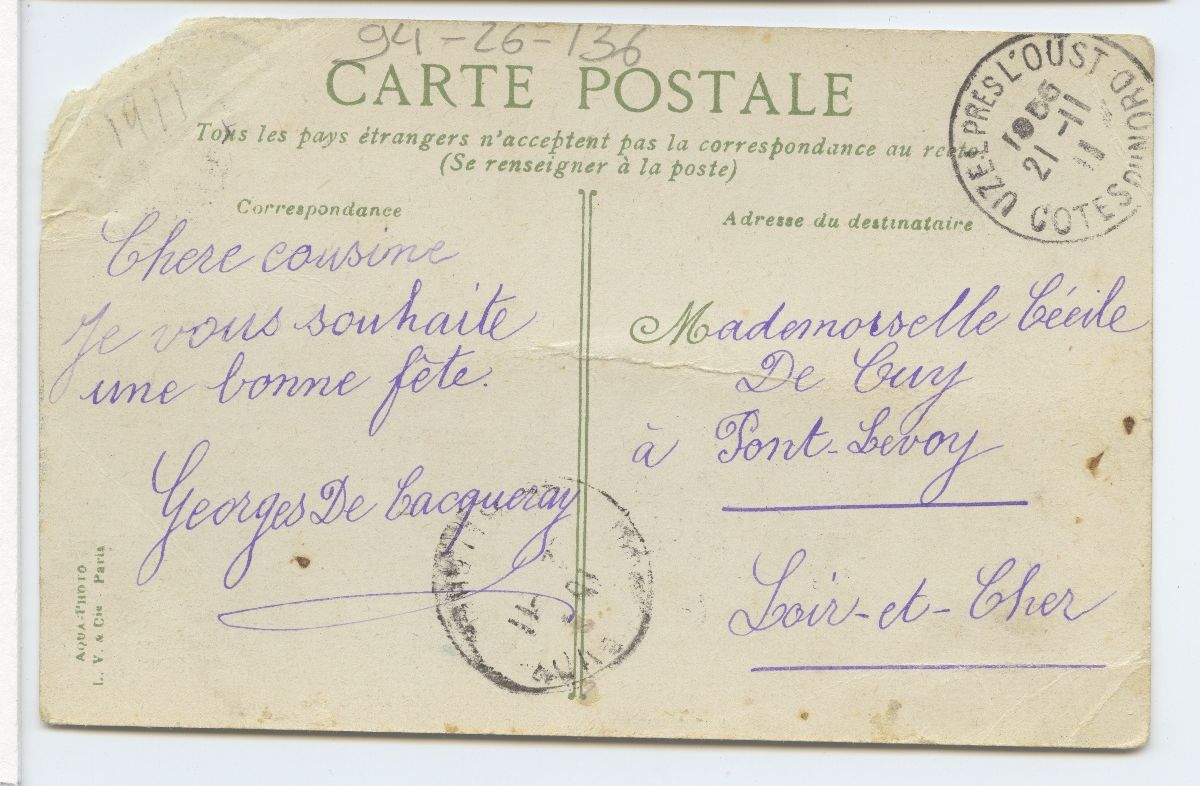 94-26-136
1911
CARTE POSTALE
Tous les pays étrangers n'acceptent pas la correspondance au recto
(Se renseigner à la poste)
UZEL PRES L'OUST COTES DU NORD
21-11
11
Correspondance
Adresse du destinataire
Chere cousine
Je vous souhaite
une bonne fête.
Georges De Cacqueray
Mademoiselle Cécile
De Cuy
à Pont-Levoy
Loir-et-Cher
AQUA-PHOTO
L. V. & Cie - Paris